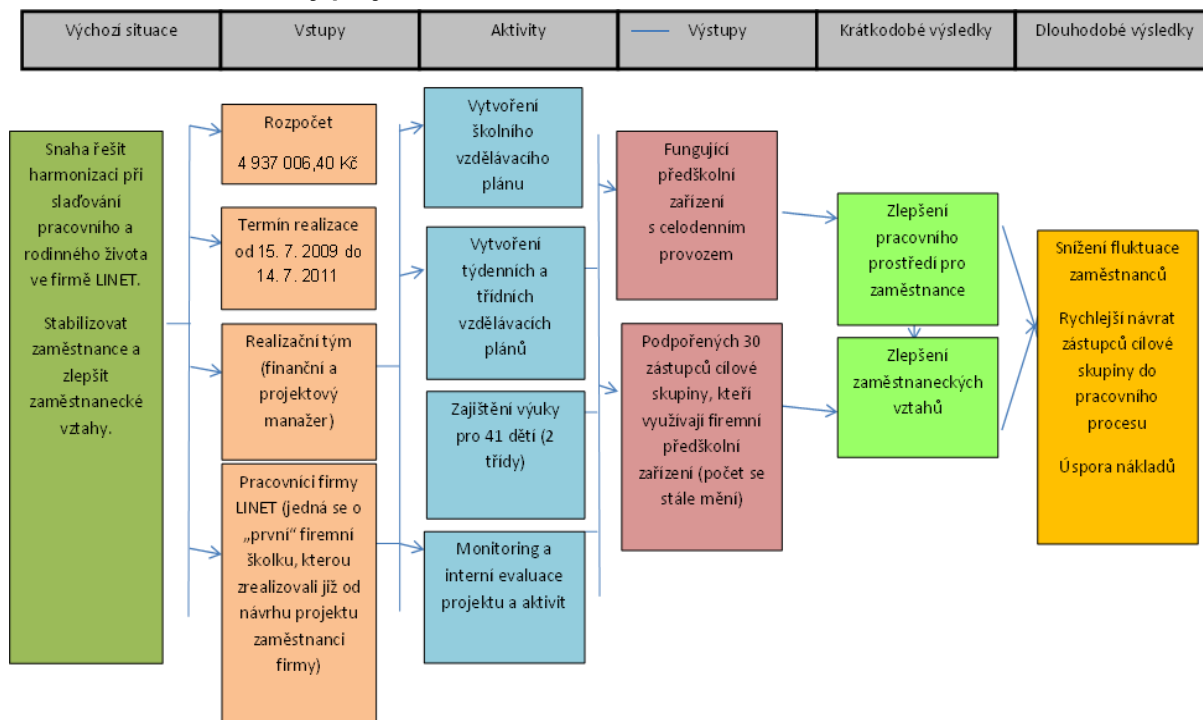 Výchozí situace
Vstupy
Aktivity
Výstupy
Krátkodobé výsledky
Dlouhodobé výsledky
Snaha řešit
harmonizaci při
slaďování
pracovního a
rodinného života
ve firmě LINET.
Stabilizovat
zaměstnance a
zlepšit
zaměstnanecké
vztahy.
Rozpočet
4 937 006,40 Kč
Termín realizace
od 15. 7. 2009 do
14. 7. 2011
Realizační tým
(finanční a
projektový
manažer)
Pracovníci firmy
LINET (jedná se o
„první“ firemní
školku, kterou
zrealizovali již od
návrhu projektu
zaměstnanci
firmy)
Vytvoření
školního
vzdělávacího
plánu
Vytvoření
týdenních a
třídních
vzdělávacích
plánů
Zajištění výuky
pro 41 dětí (2
třídy)
Monitoring a
interní evaluace
projektu a aktivit
Fungující
předškolní
zařízení
s celodenním
provozem
Podpořených 30
zástupců cílové
skupiny, kteří
využívají firemní
předškolní
zařízení (počet se
stále mění)
Zlepšení
pracovního
prostředí pro
zaměstnance
Zlepšení
zaměstnaneckých
vztahů
Snížení fluktuace
zaměstnanců
Rychlejší návrat
zástupců cílové
skupiny do
pracovního
procesu
Úspora nákladů